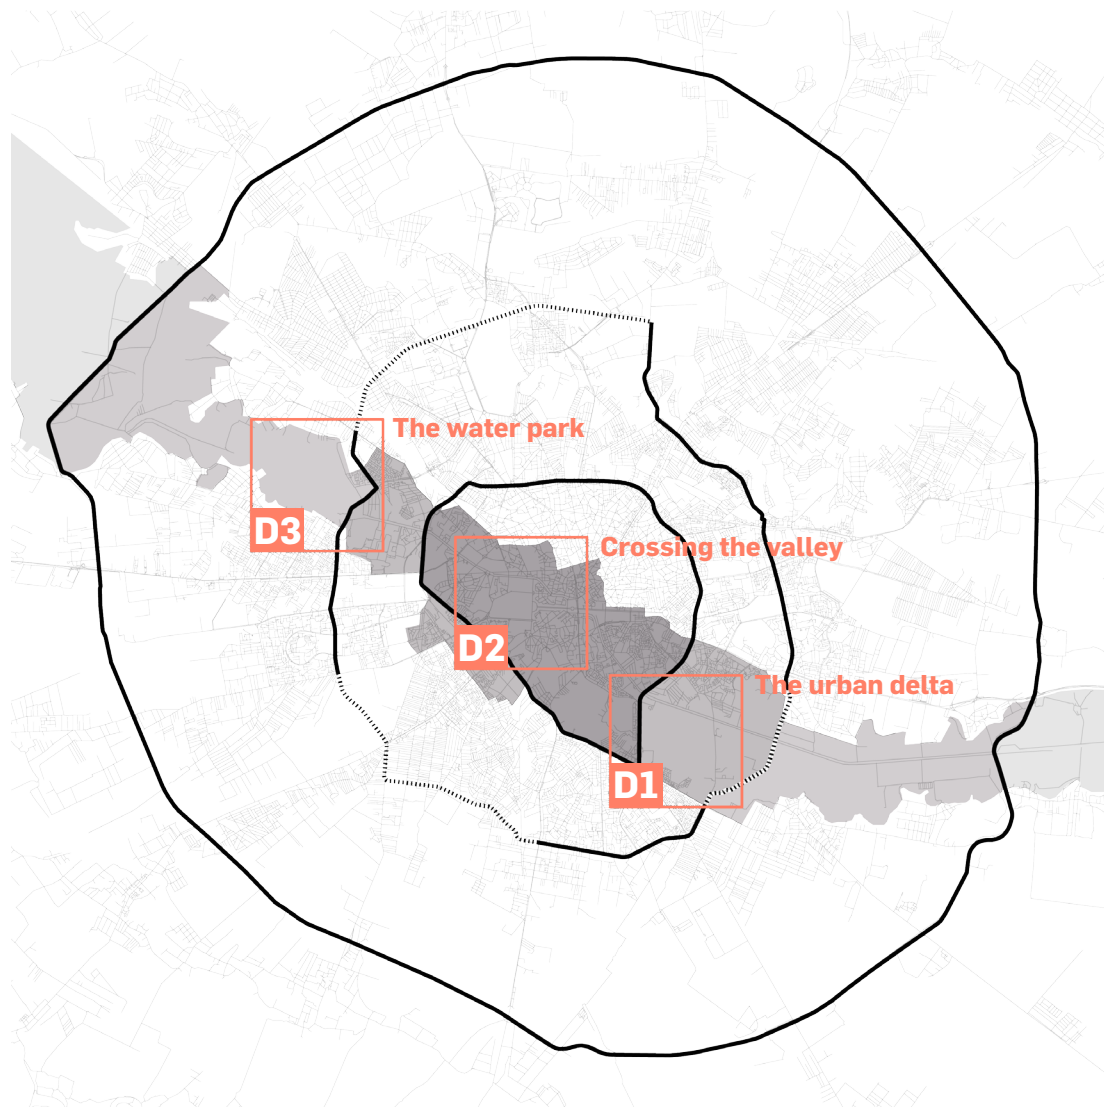 The water park
D3
Crossing the valley
D2
The urban delta
D1